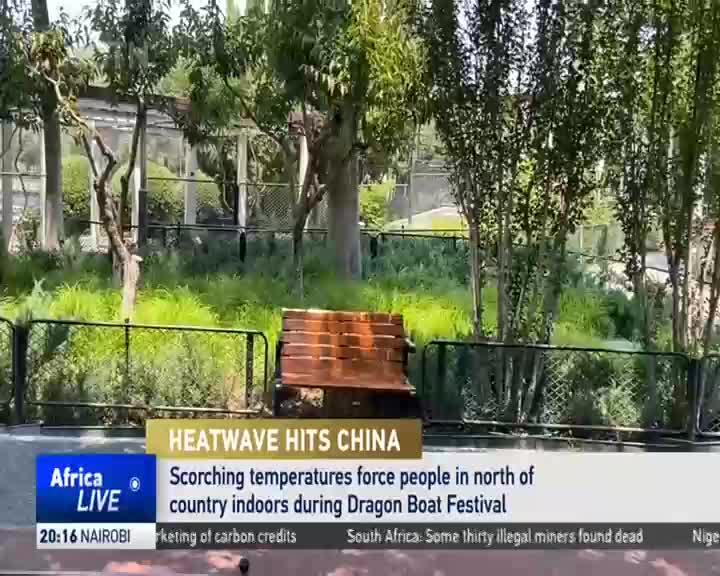 HEATWAVE HITS CHINA
Africa
LIVE
Scorching temperatures force people in north of
country indoors during Dragon Boat Festival
20:16 NAIROBI
rketing of carbon credits South Africa: Some thirty illegal miners found dead Nige